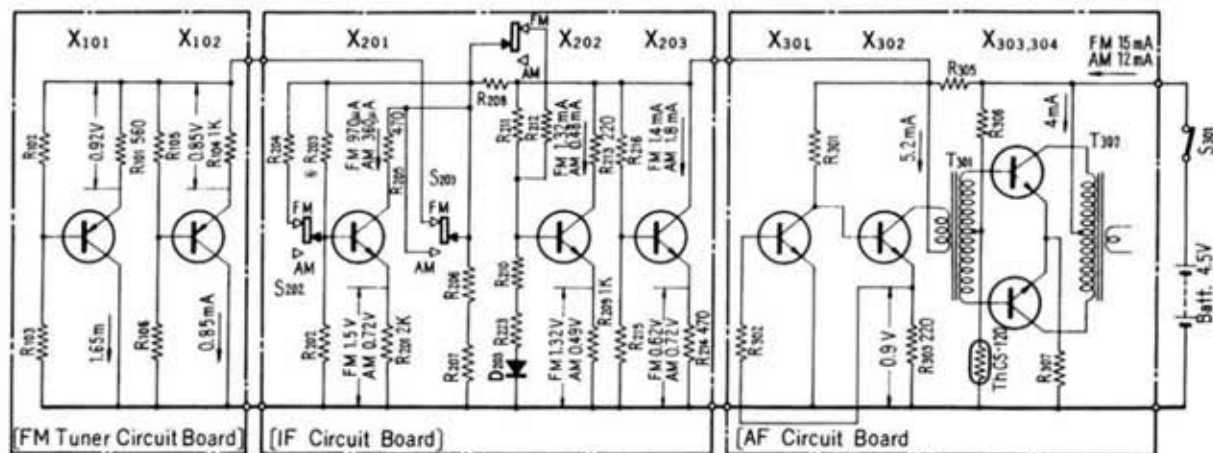 X101 X102
R102
0.92V
R101 560
R105
0.85V
R104 1K
R103
1.65m
R106
0.85mA
[FM Tuner Circuit Board]
X201 X202 X203
FM
AM
R204
R203
*
FM 970μA
AM 360μA
470
R205
S203
FM
AM
FM
AM
S202
R208
R211
R212
FM 1.32mA
AM 0.48mA
R213 220
R216
FM 1.4mA
AM 1.8mA
R202
FM 1.5V
AM 0.72V
R201 2K
R206
R207
R210
R223
D203
FM 1.32V
AM 0.49V
R209 1K
R215
FM 0.62V
AM 0.72V
R214 470
[IF Circuit Board]
X301 X302 X303,304
FM 15mA
AM 12mA
R305
R306
4mA
R301
5.2mA
T301
T302
S301
R302
0.9V
R303 220
ThCS-120
R307
Batt. 4.5V
[AF Circuit Board]